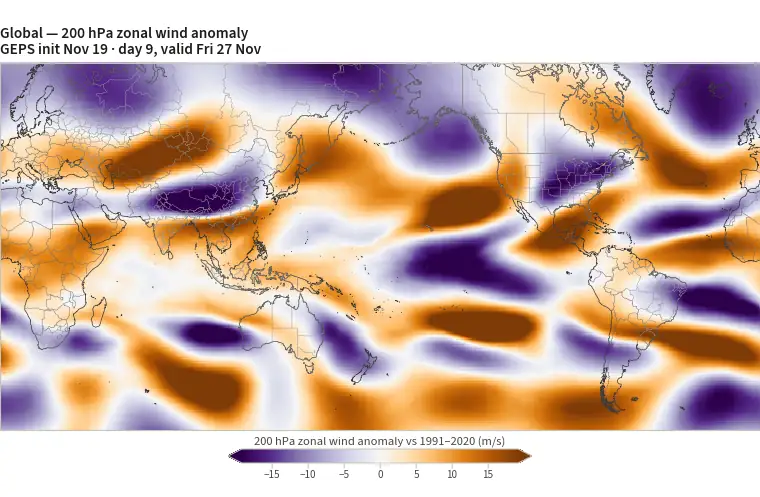 Global — 200 hPa zonal wind anomaly
GEPS init Nov 19 · day 9, valid Fri 27 Nov
200 hPa zonal wind anomaly vs 1991–2020 (m/s)
−15 −10 −5 0 5 10 15